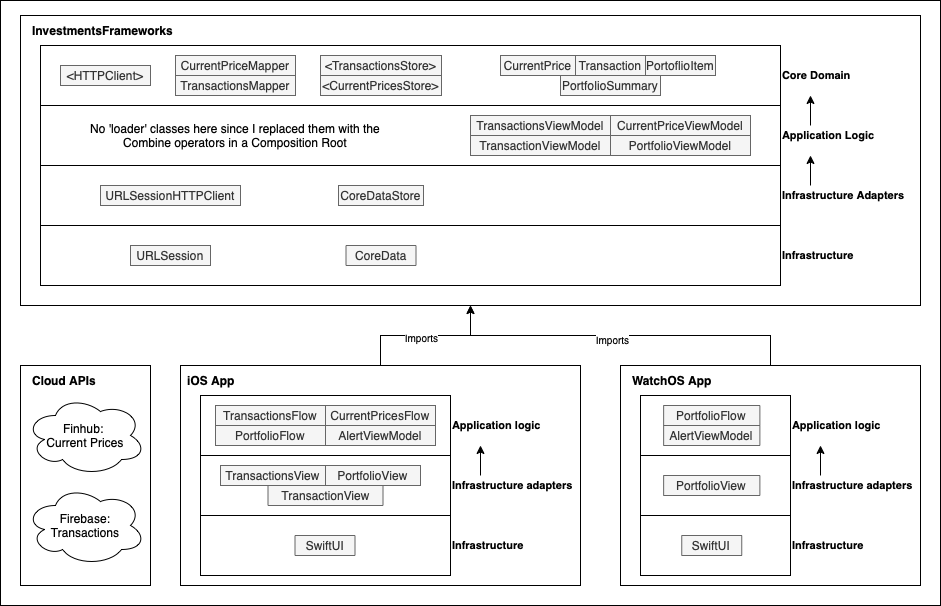 InvestmentsFrameworks
<HTTPClient>
CurrentPriceMapper
TransactionsMapper
<TransactionsStore>
<CurrentPricesStore>
CurrentPrice
Transaction
PortoflioItem
PortfolioSummary
Core Domain
No 'loader' classes here since I replaced them with the
Combine operators in a Composition Root
TransactionsViewModel
CurrentPriceViewModel
TransactionViewModel
PortfolioViewModel
Application Logic
URLSessionHTTPClient
CoreDataStore
Infrastructure Adapters
URLSession
CoreData
Infrastructure
Imports
Imports
Cloud APIs
Finhub:
Current Prices
Firebase:
Transactions
iOS App
TransactionsFlow
CurrentPricesFlow
PortfolioFlow
AlertViewModel
Application logic
TransactionsView
PortfolioView
TransactionView
Infrastructure adapters
SwiftUI
Infrastructure
WatchOS App
PortfolioFlow
AlertViewModel
Application logic
PortfolioView
Infrastructure adapters
SwiftUI
Infrastructure